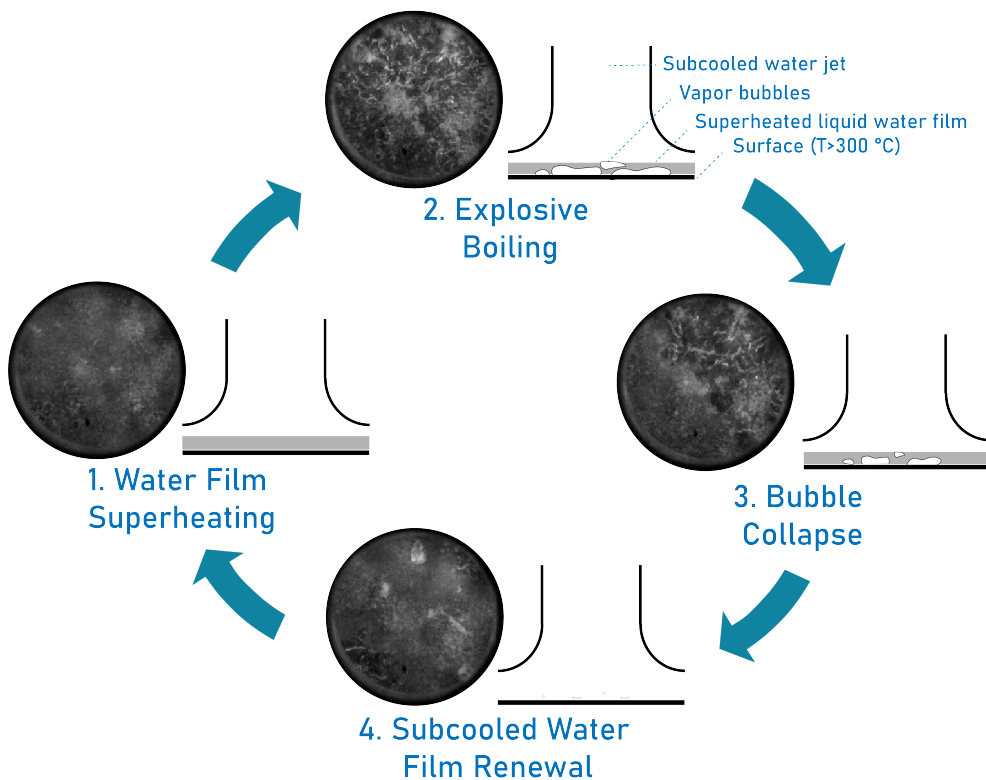 Subcooled water jet
Vapor bubbles
Superheated liquid water film
Surface (T>300 °C)
2. Explosive
Boiling
1. Water Film
Superheating
3. Bubble
Collapse
4. Subcooled Water
Film Renewal